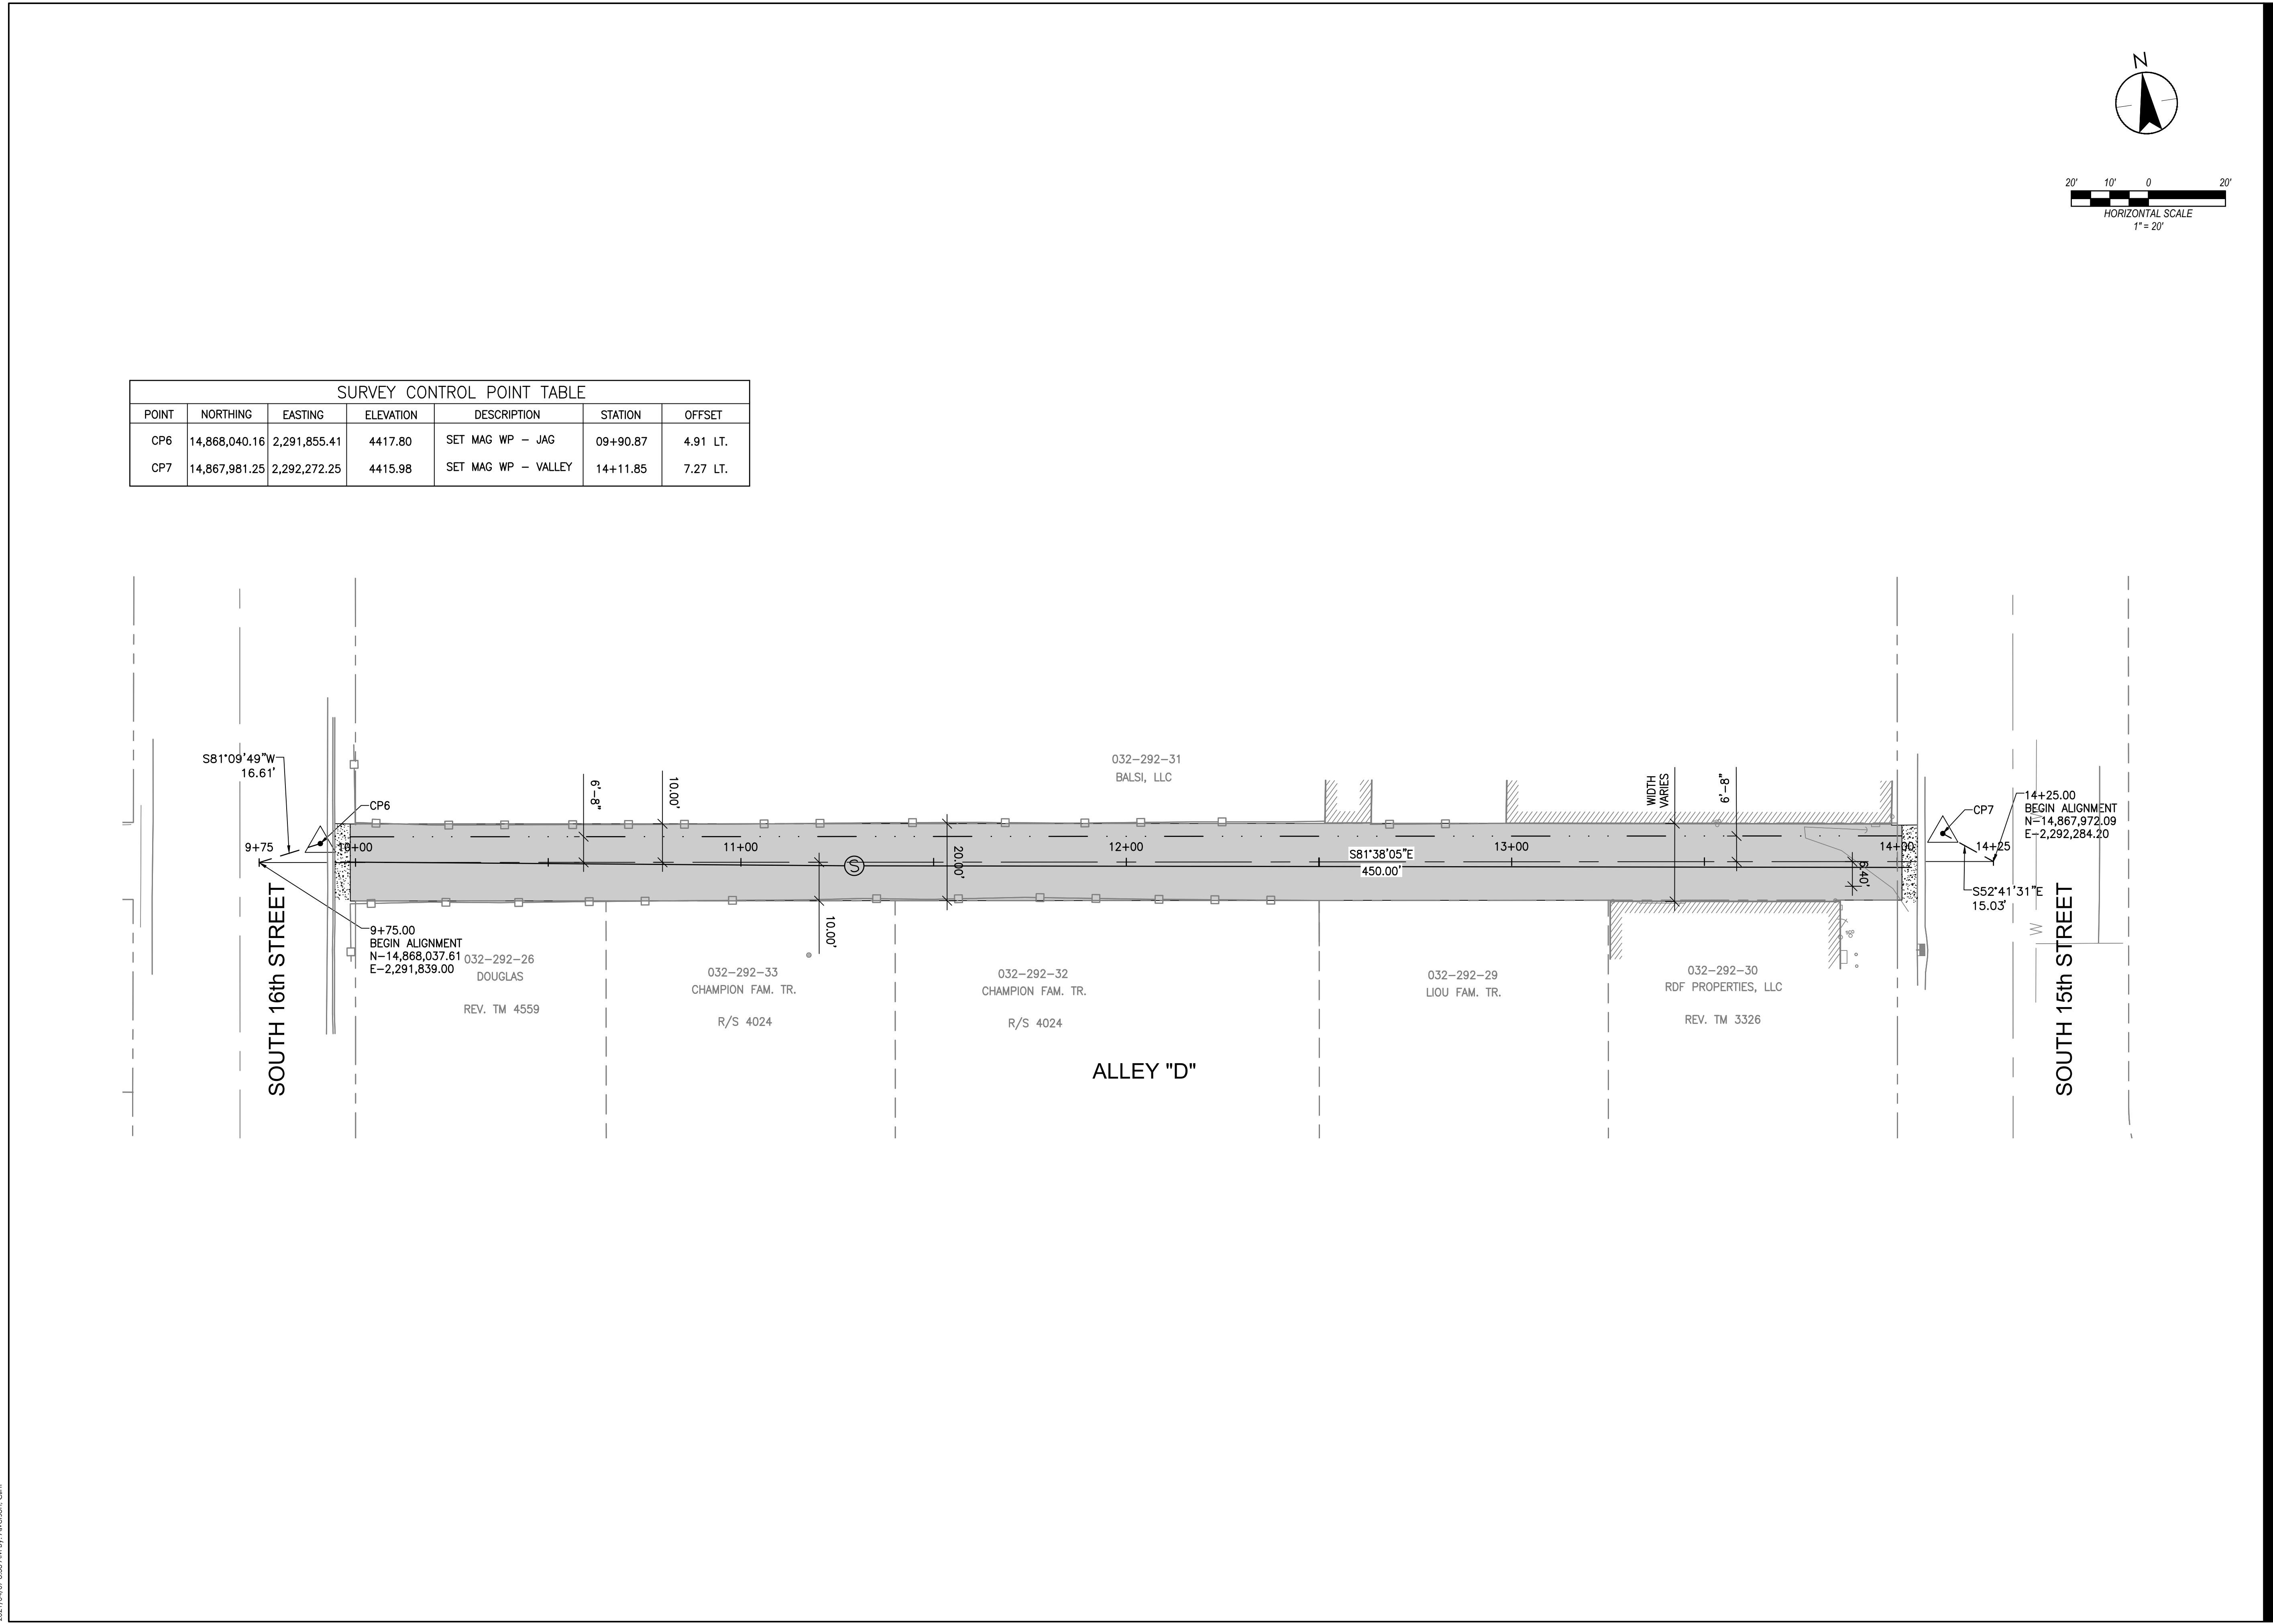 N
20' 10' 0 20'
HORIZONTAL SCALE
1" = 20'
SURVEY CONTROL POINT TABLE
POINT NORTHING EASTING ELEVATION DESCRIPTION STATION OFFSET
CP6 14,868,040.16 2,291,855.41 4417.80 SET MAG WP – JAG 09+90.87 4.91 LT.
CP7 14,867,981.25 2,292,272.25 4415.98 SET MAG WP – VALLEY 14+11.85 7.27 LT.
S81°09'49"W
16.61'
CP6
9+75
10+00
11+00
12+00
13+00
14+00
14+25
6'–8"
10.00'
10.00'
20.00'
S
032–292–31
BALSI, LLC
S81°38'05"E
450.00'
WIDTH
VARIES
6'–8"
6.40'
CP7
14+25.00
BEGIN ALIGNMENT
N–14,867,972.09
E–2,292,284.20
S52°41'31"E
15.03'
W
W
9+75.00
BEGIN ALIGNMENT
N–14,868,037.61
E–2,291,839.00
032–292–26
DOUGLAS
REV. TM 4559
032–292–33
CHAMPION FAM. TR.
R/S 4024
032–292–32
CHAMPION FAM. TR.
R/S 4024
032–292–29
LIOU FAM. TR.
032–292–30
RDF PROPERTIES, LLC
REV. TM 3326
SOUTH 16th STREET
SOUTH 15th STREET
ALLEY "D"